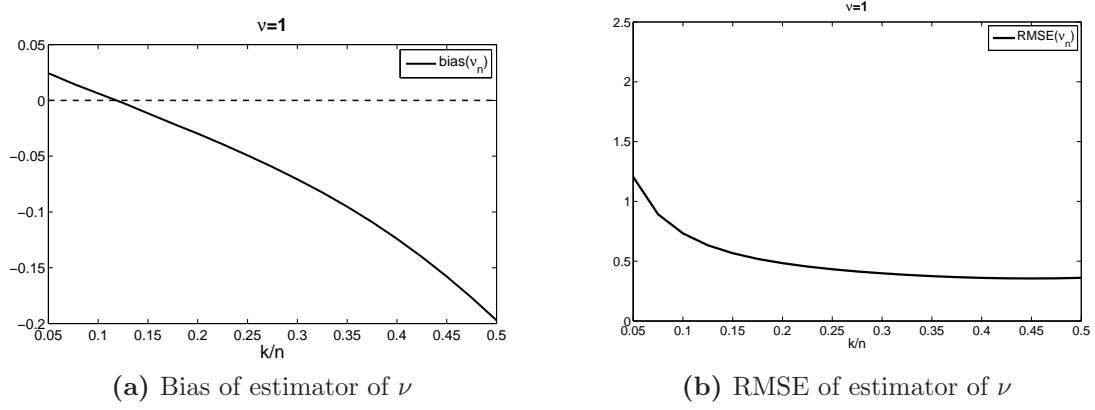 ν=1
0.05
0
−0.05
−0.1
−0.15
−0.2
0.05 0.1 0.15 0.2 0.25 0.3 0.35 0.4 0.45 0.5
k/n
bias(ν_n)
(a) Bias of estimator of ν
ν=1
2.5
2
1.5
1
0.5
0
0.05 0.1 0.15 0.2 0.25 0.3 0.35 0.4 0.45 0.5
k/n
RMSE(ν_n)
(b) RMSE of estimator of ν